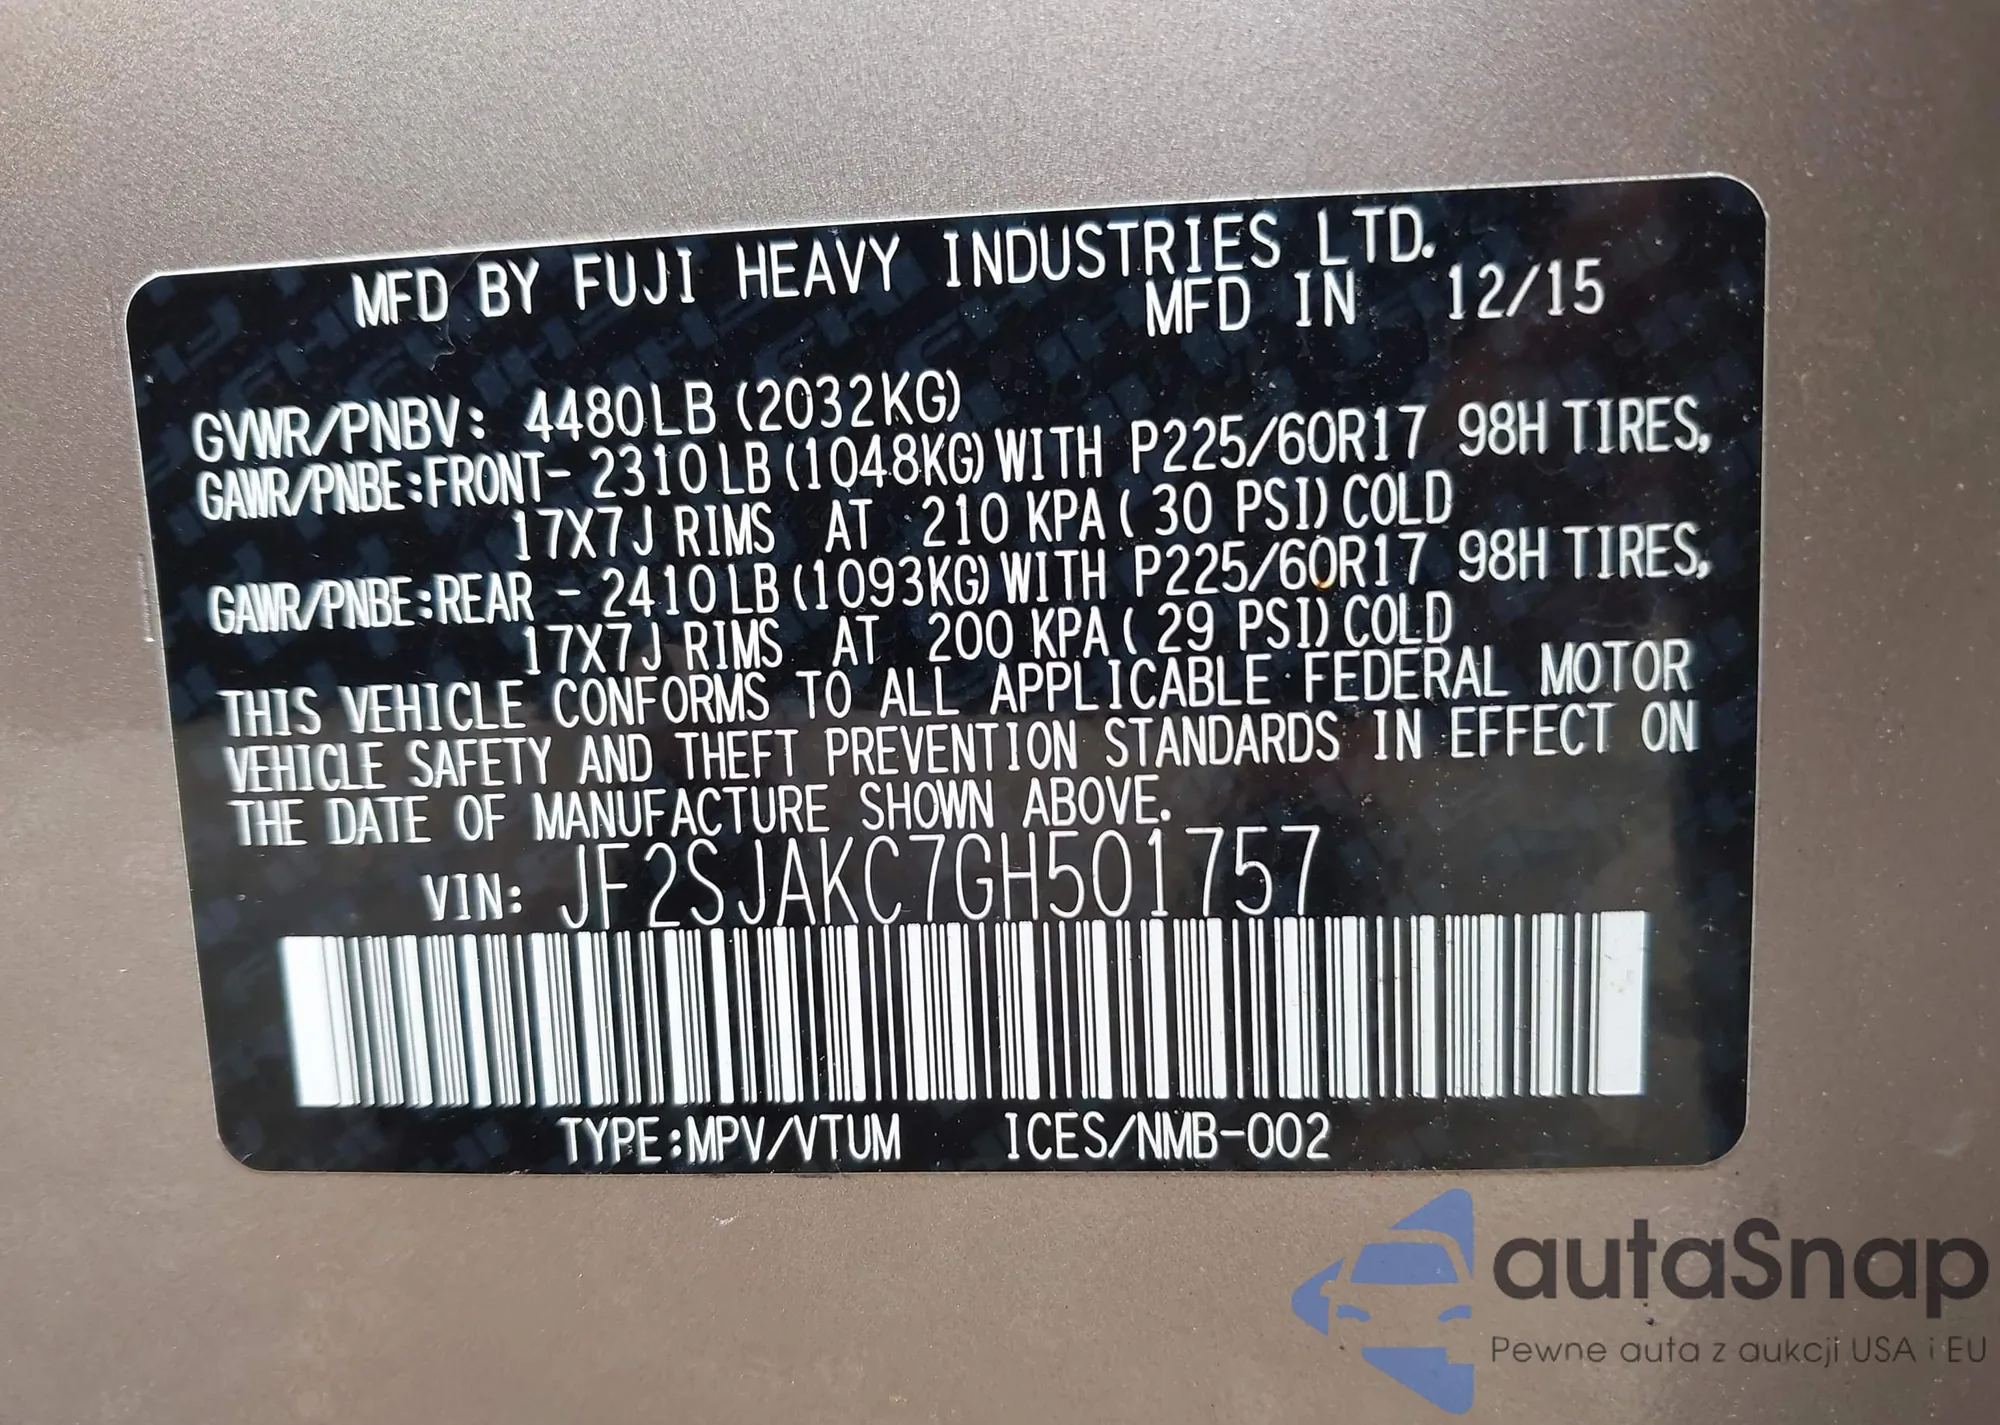 MFD BY FUJI HEAVY INDUSTRIES LTD.
MFD IN 12/15
GVWR/PNBV: 4480LB (2032KG)
GAWR/PNBE:FRONT- 2310LB (1048KG) WITH P225/60R17 98H TIRES,
17X7J RIMS AT 210 KPA ( 30 PSI) COLD
GAWR/PNBE:REAR - 2410LB (1093KG) WITH P225/60R17 98H TIRES,
17X7J RIMS AT 200 KPA ( 29 PSI) COLD
THIS VEHICLE CONFORMS TO ALL APPLICABLE FEDERAL MOTOR
VEHICLE SAFETY AND THEFT PREVENTION STANDARDS IN EFFECT ON
THE DATE OF MANUFACTURE SHOWN ABOVE.
VIN: JF2SJAKC7GH501757
TYPE:MPV/VTUM ICES/NMB-002
autaSnap
Pewne auta z aukcji USA i EU